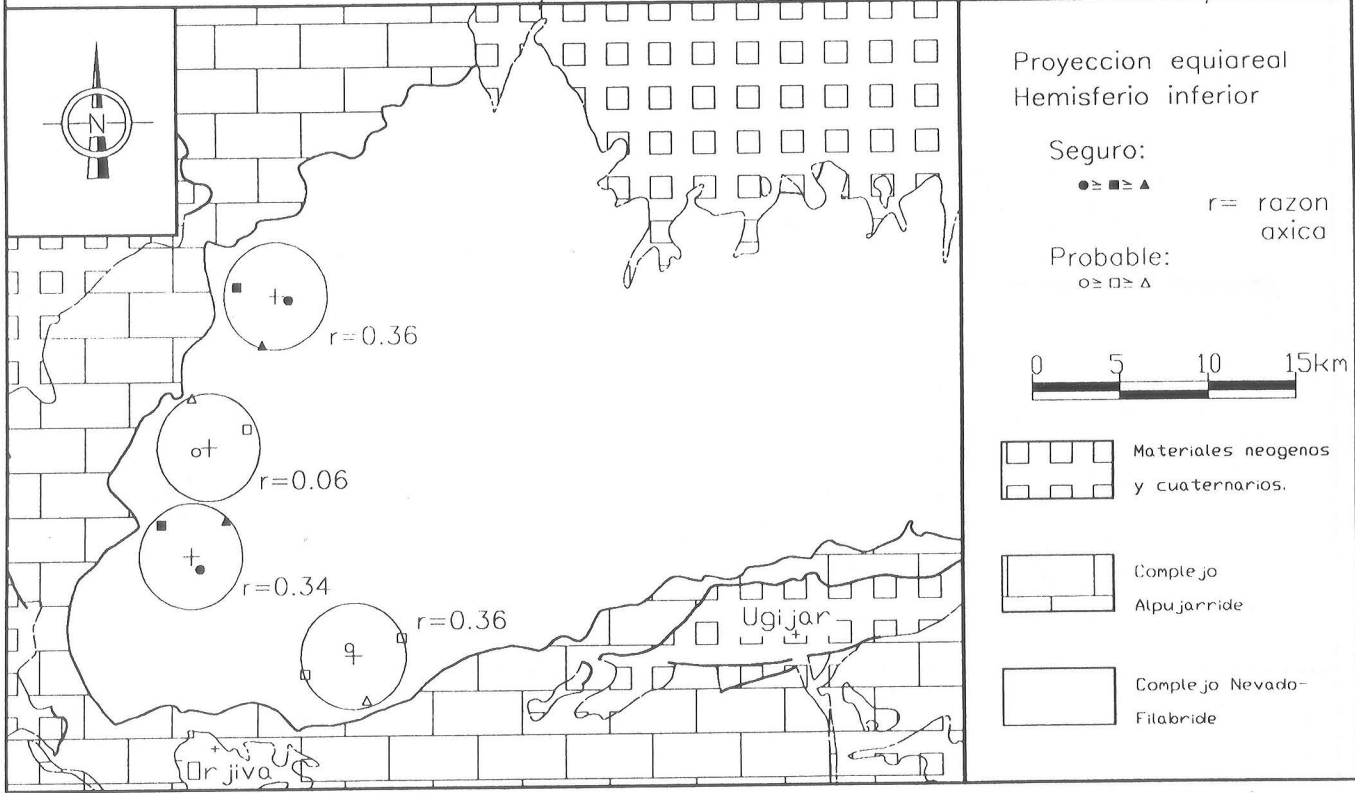 N
r=0.36
r=0.06
r=0.34
r=0.36
Ugijar
Orjiva
Proyeccion equiareal
Hemisferio inferior
Seguro:
●≥ ■≥ ▲
r= razon
axica
Probable:
○≥ □≥ △
0 5 10 15km
Materiales neogenos
y cuaternarios.
Complejo
Alpujarride
Complejo Nevado-
Filabride